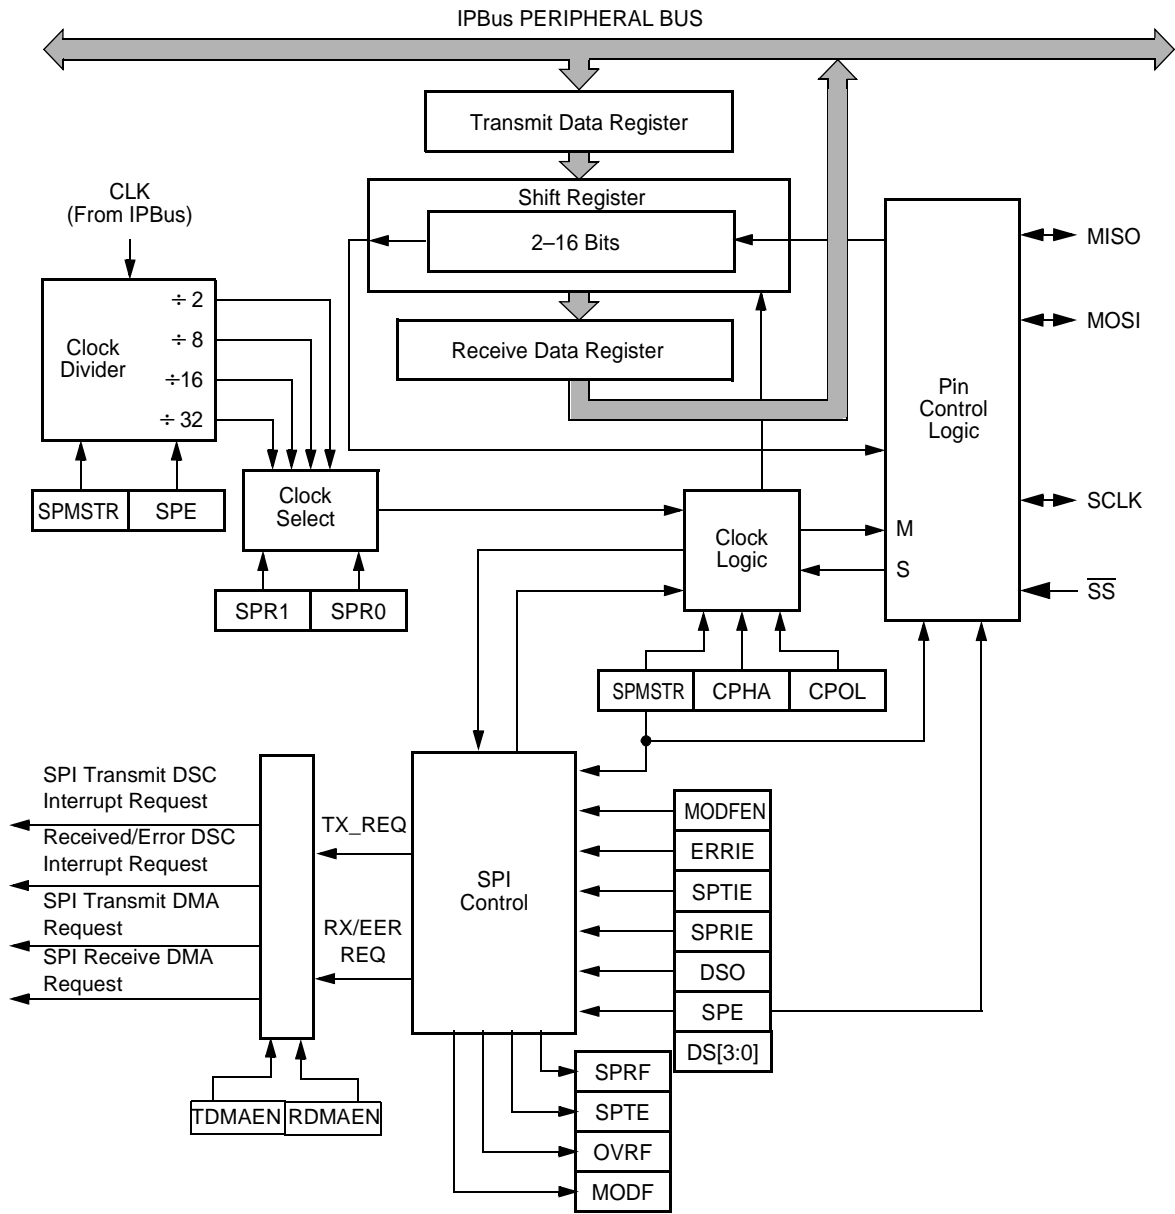 IPBus PERIPHERAL BUS
Transmit Data Register
CLK
(From IPBus)
Shift Register
2–16 Bits
MISO
÷ 2
÷ 8
÷16
÷ 32
Clock
Divider
MOSI
Receive Data Register
Pin
Control
Logic
SPMSTR
SPE
Clock
Select
SCLK
Clock
Logic
M
S
SS
SPR1
SPR0
SPMSTR
CPHA
CPOL
SPI Transmit DSC
Interrupt Request
Received/Error DSC
Interrupt Request
SPI Transmit DMA
Request
SPI Receive DMA
Request
TX_REQ
RX/EER
REQ
SPI
Control
MODFEN
ERRIE
SPTIE
SPRIE
DSO
SPE
DS[3:0]
TDMAEN
RDMAEN
SPRF
SPTE
OVRF
MODF